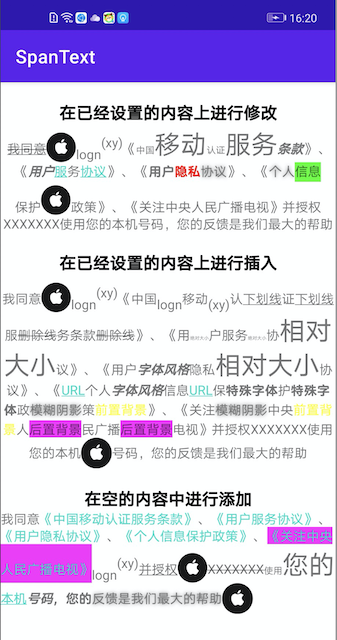 16:20
SpanText
在已经设置的内容上进行修改
我同意logn(xy)《中国移动认证服务条款》、
《用户服务协议》、《用户隐私协议》、《个人信息
保护政策》、《关注中央人民广播电视》并授权
XXXXXXX使用您的本机号码，您的反馈是我们最大的帮助
在已经设置的内容上进行插入
我同意logn(xy)《中国logn移动(xy)认下划线证下划线
服删除线务条款删除线》、《用相对大小户服务相对大小协相对
大小议》、《用户字体风格隐私相对大小协
议》、《URL个人字体风格信息URL保特殊字体护特殊字
体政模糊阴影策前置背景》、《关注模糊阴影中央前置背
景人后置背景民广播后置背景电视》并授权XXXXXXX使用
您的本机号码，您的反馈是我们最大的帮助
在空的内容中进行添加
我同意《中国移动认证服务条款》、《用户服务协议》、
《用户隐私协议》、《个人信息保护政策》、《关注中央
人民广播电视》logn(xy)并授权XXXXXXX使用您的
本机号码，您的反馈是我们最大的帮助